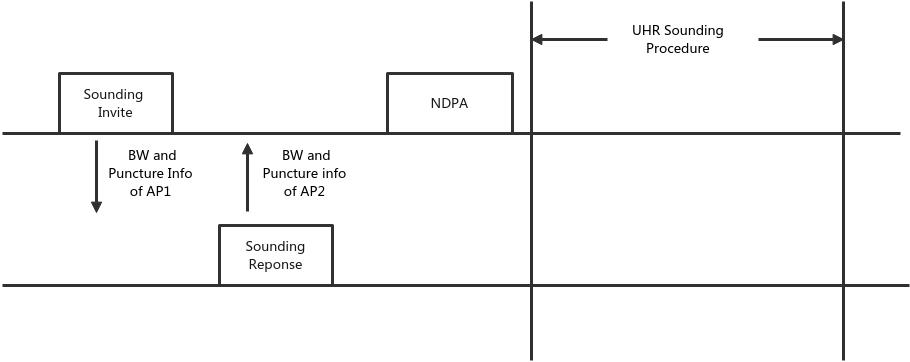 UHR Sounding
Procedure
Sounding
Invite
NDPA
BW and
Puncture Info
of AP1
BW and
Puncture info
of AP2
Sounding
Reponse